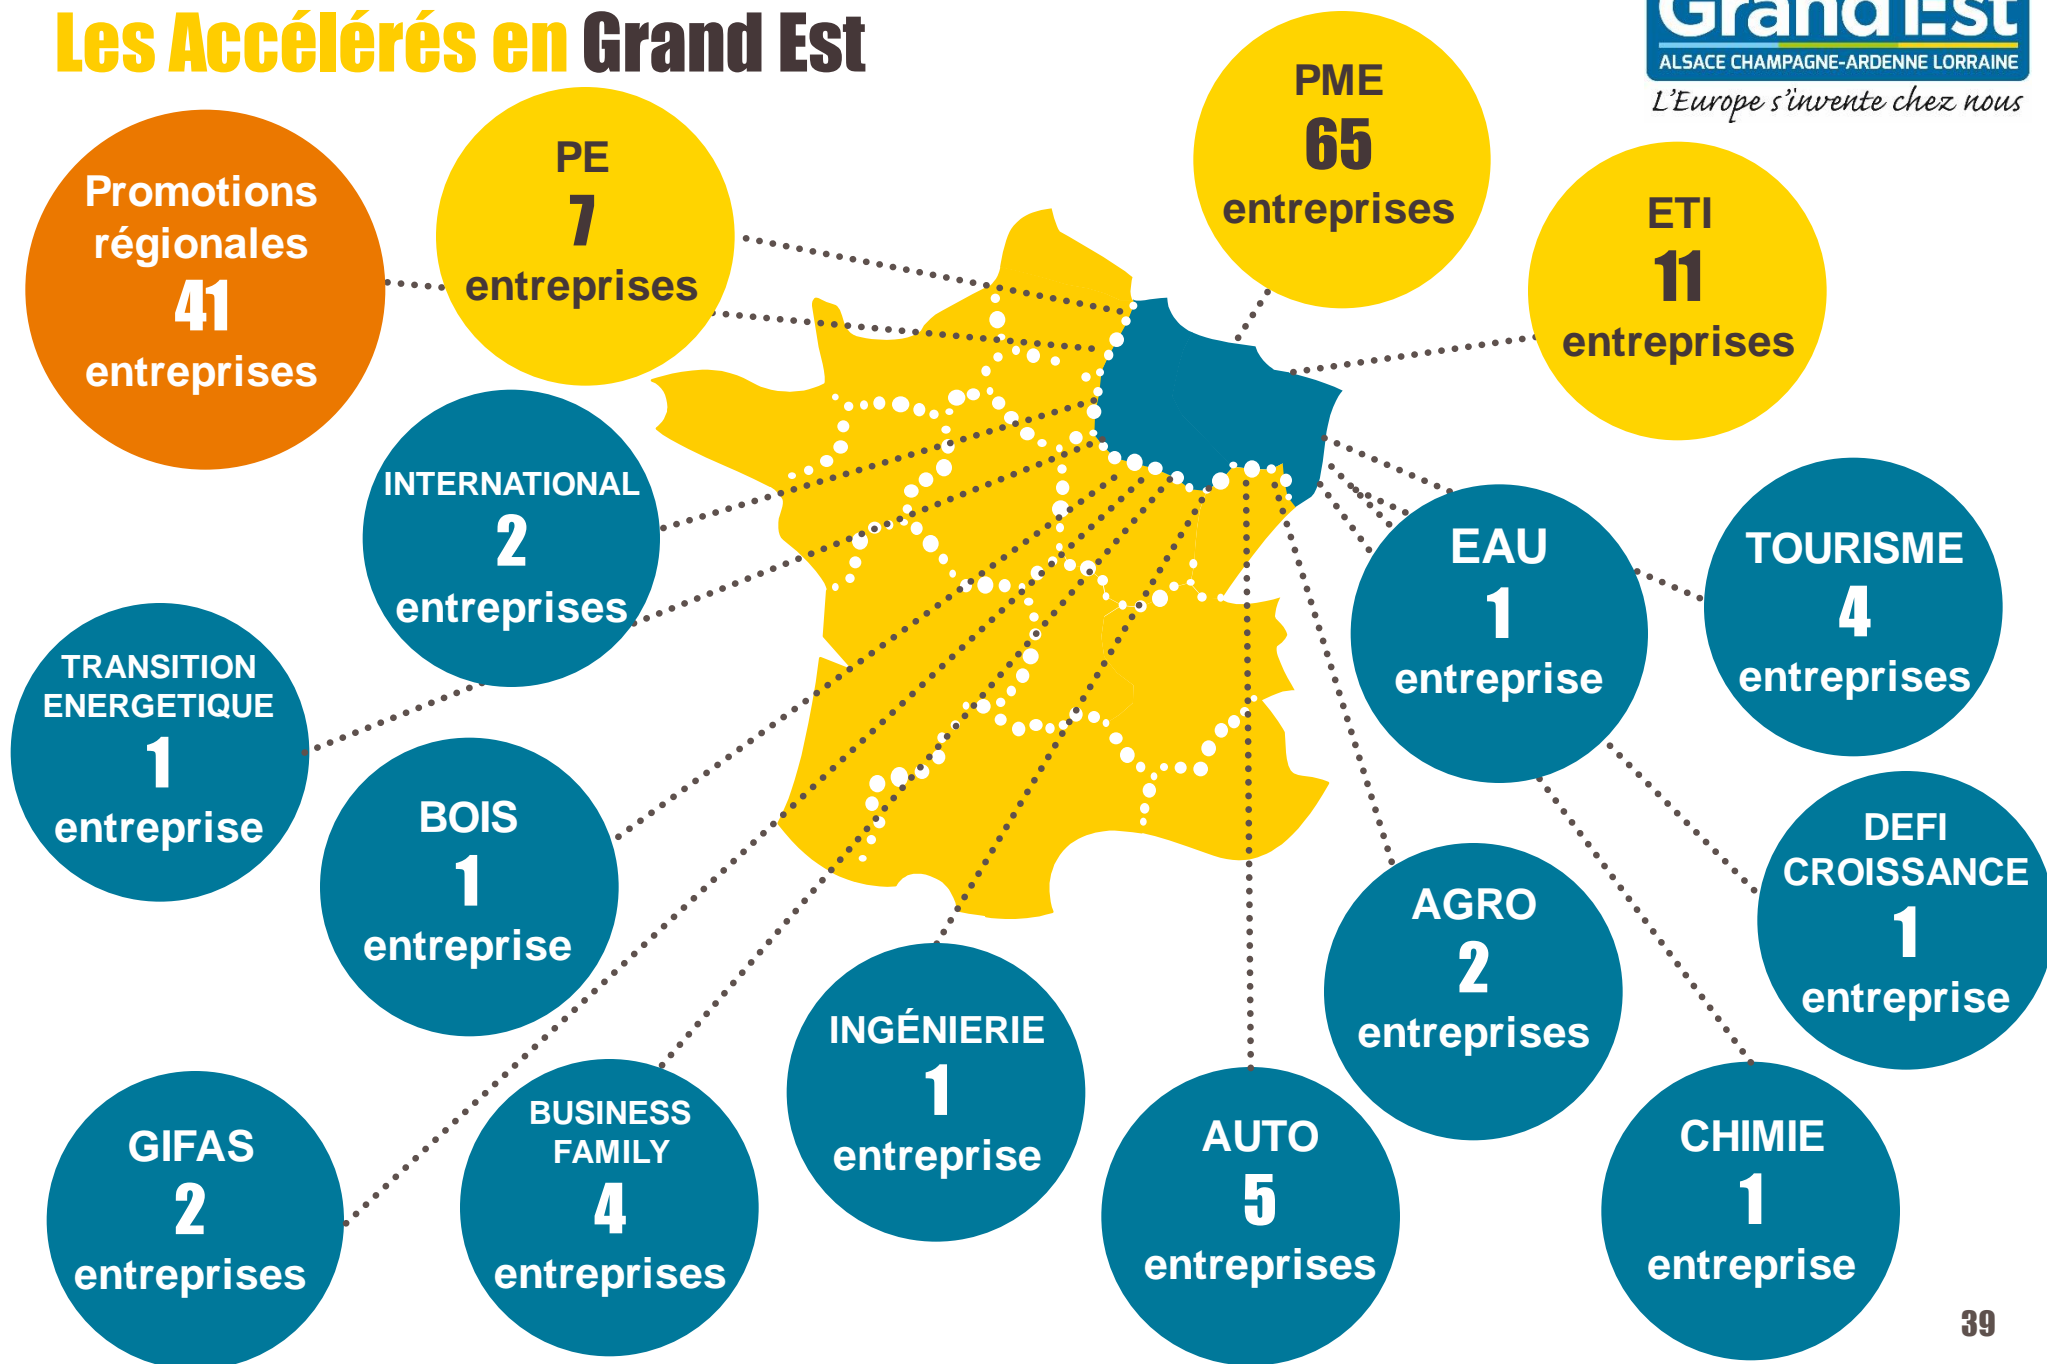 Les Accélérés en Grand Est
Grand Est
ALSACE CHAMPAGNE-ARDENNE LORRAINE
L'Europe s'invente chez nous
Promotions
régionales
41
entreprises
PE
7
entreprises
PME
65
entreprises
ETI
11
entreprises
INTERNATIONAL
2
entreprises
EAU
1
entreprise
TOURISME
4
entreprises
TRANSITION
ENERGETIQUE
1
entreprise
BOIS
1
entreprise
DEFI
CROISSANCE
1
entreprise
AGRO
2
entreprises
INGÉNIERIE
1
entreprise
GIFAS
2
entreprises
BUSINESS
FAMILY
4
entreprises
AUTO
5
entreprises
CHIMIE
1
entreprise
39